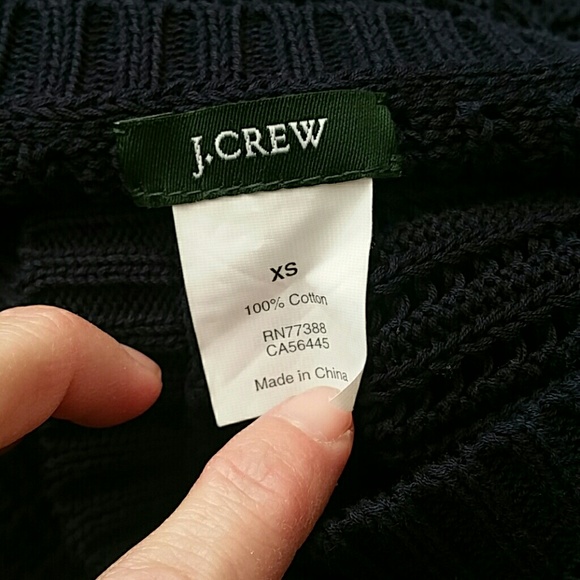 J.CREW
XS
100% Cotton
RN77388
CA56445
Made in China